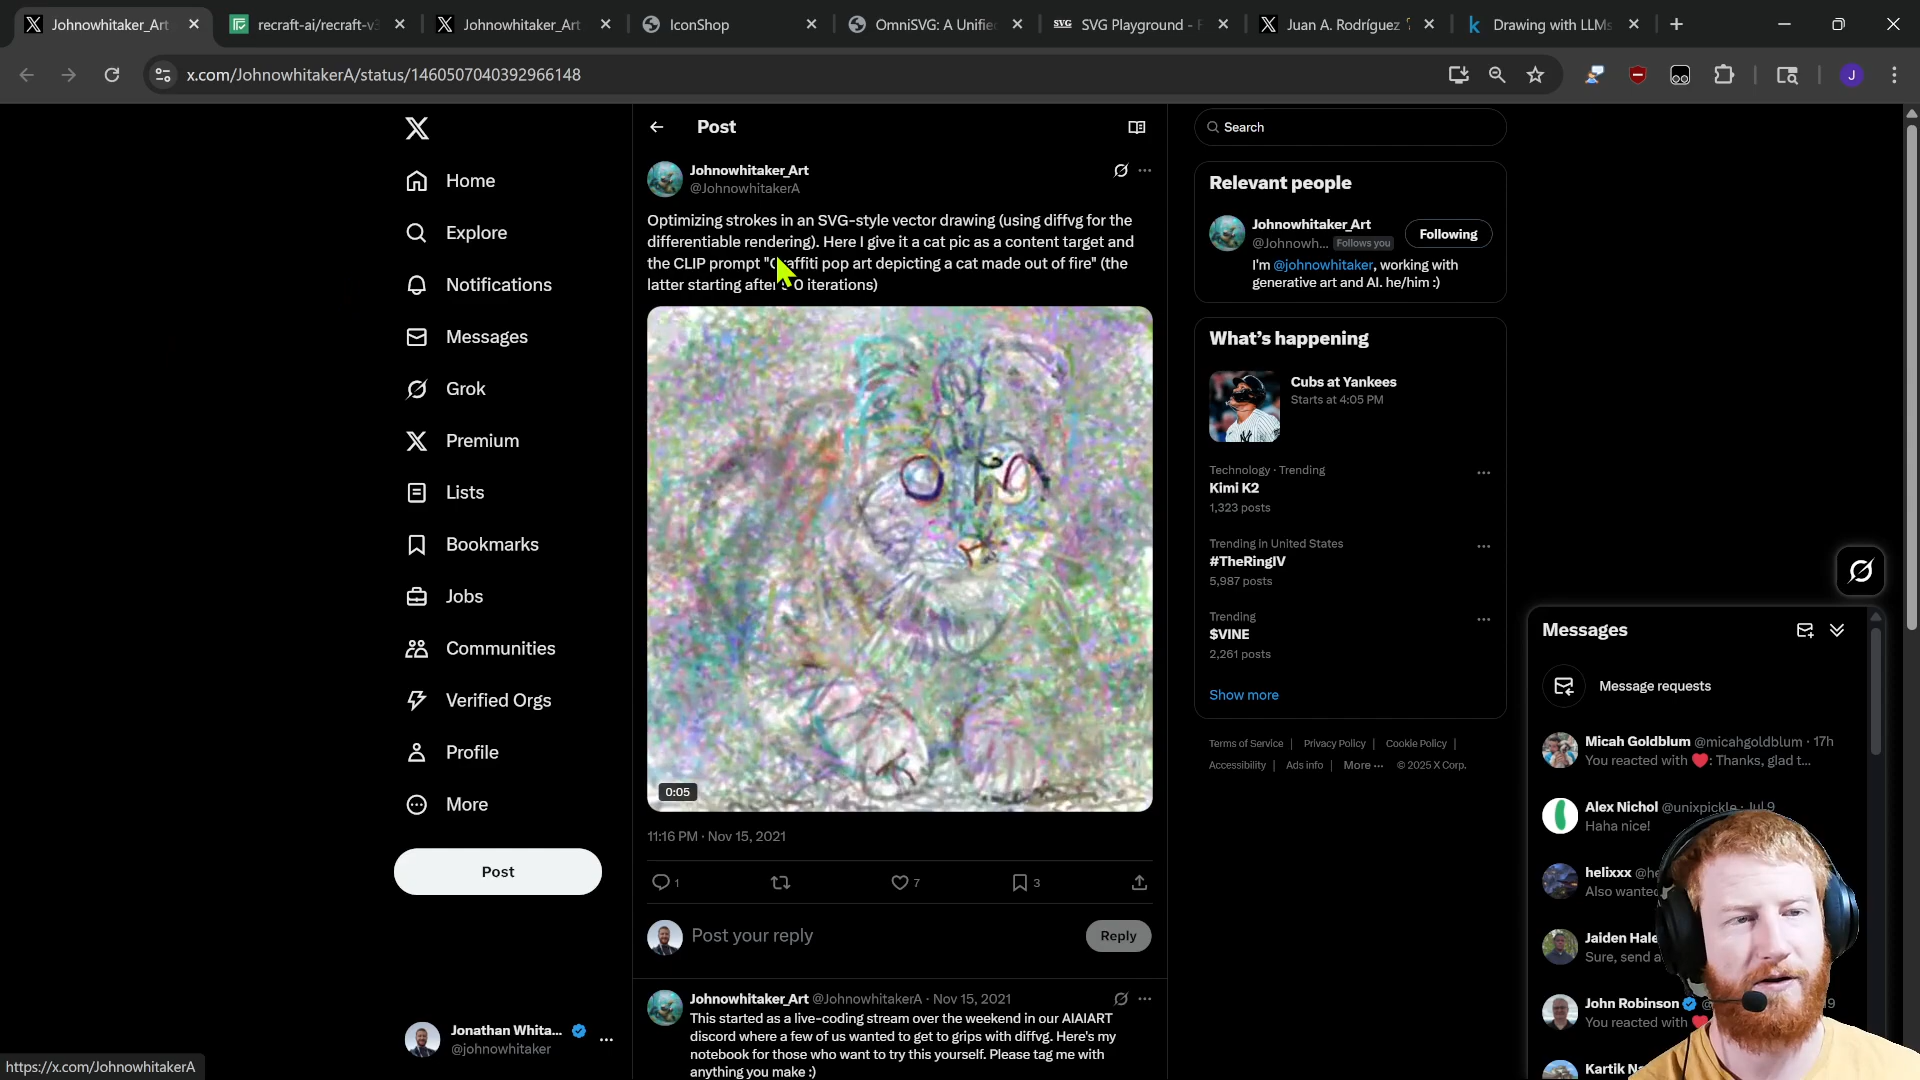 Johnowhitaker_Art
recraft-ai/recraft-v3
Johnowhitaker_Art
IconShop
OmniSVG: A Unifie
SVG Playground -
Juan A. Rodríguez
Drawing with LLMs
x.com/JohnowhitakerA/status/1460507040392966148
J
Home
Explore
Notifications
Messages
Grok
Premium
Lists
Bookmarks
Jobs
Communities
Verified Orgs
Profile
More
Post
Jonathan Whita...
@johnowhitaker
https://x.com/JohnowhitakerA
Post
Johnowhitaker_Art
@JohnowhitakerA
Optimizing strokes in an SVG-style vector drawing (using diffvg for the
differentiable rendering). Here I give it a cat pic as a content target and
the CLIP prompt "Graffiti pop art depicting a cat made out of fire" (the
latter starting after iterations)
0:05
11:16 PM · Nov 15, 2021
1
7
3
Post your reply
Reply
Johnowhitaker_Art @JohnowhitakerA · Nov 15, 2021
This started as a live-coding stream over the weekend in our AIAIART
discord where a few of us wanted to get to grips with diffvg. Here's my
notebook for those who want to try this yourself. Please tag me with
anything you make :)
Search
Relevant people
Johnowhitaker_Art
@Johnowh... Follows you
Following
I'm @johnowhitaker, working with
generative art and AI. he/him :)
What's happening
Cubs at Yankees
Starts at 4:05 PM
Technology · Trending
Kimi K2
1,323 posts
Trending in United States
#TheRingIV
5,987 posts
Trending
$VINE
2,261 posts
Show more
Terms of Service | Privacy Policy | Cookie Policy |
Accessibility | Ads info | More ··· © 2025 X Corp.
Messages
Message requests
Micah Goldblum @micahgoldblum · 17h
You reacted with ❤️: Thanks, glad t...
Alex Nichol @unixpickle · Jul 9
Haha nice!
helixxx @he
Also wante
Jaiden Hale
Sure, send a
John Robinson
You reacted with
Kartik